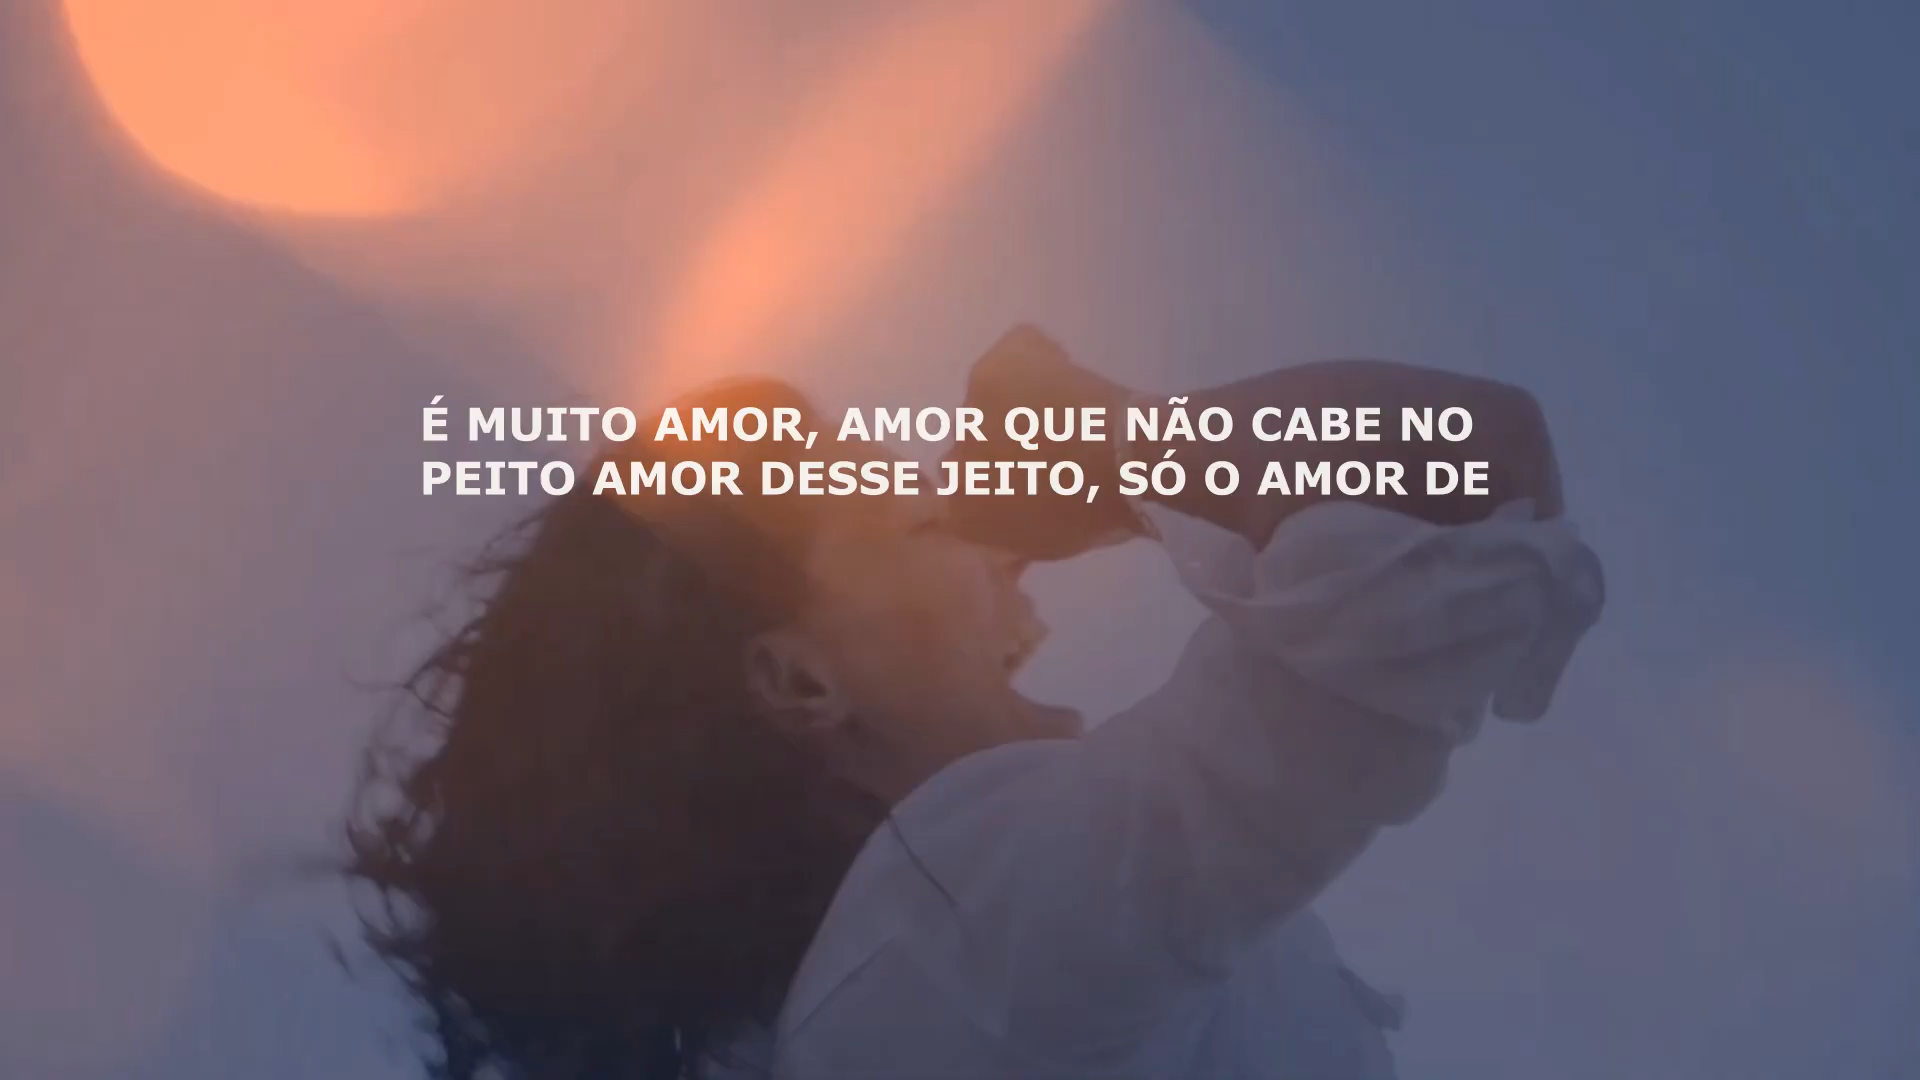 É MUITO AMOR, AMOR QUE NÃO CABE NO
PEITO AMOR DESSE JEITO, SÓ O AMOR DE